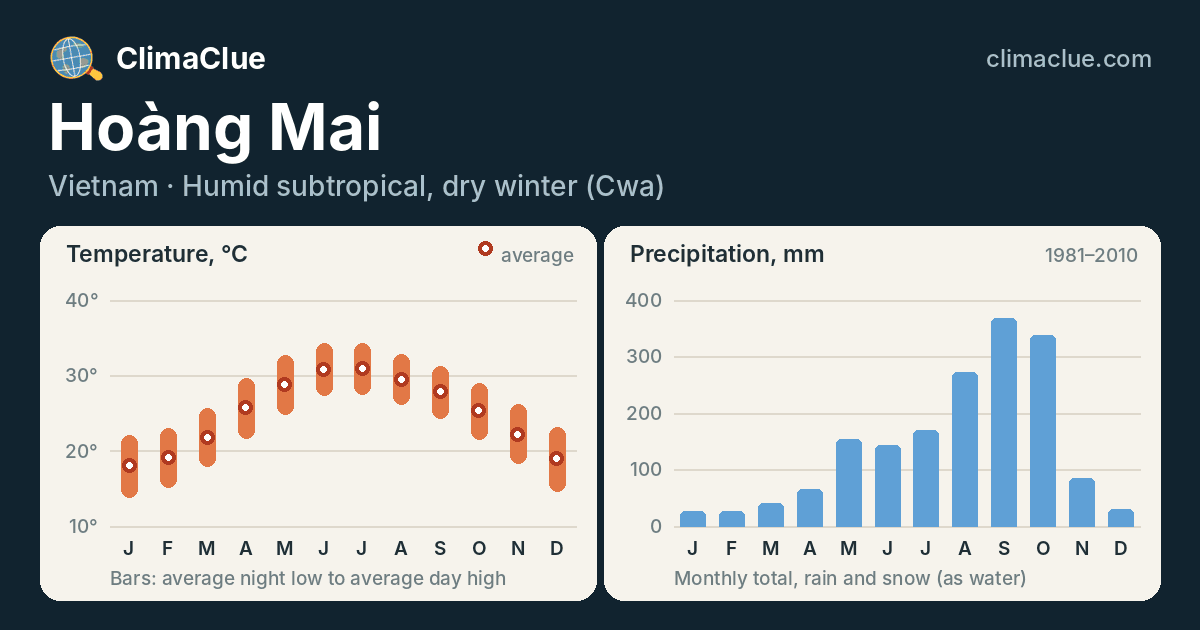 ClimaClue
climaclue.com
Hoàng Mai
Vietnam · Humid subtropical, dry winter (Cwa)
Temperature, °C
average
40°
30°
20°
10°
J F M A M J J A S O N D
Bars: average night low to average day high
Precipitation, mm
1981–2010
400
300
200
100
0
J F M A M J J A S O N D
Monthly total, rain and snow (as water)